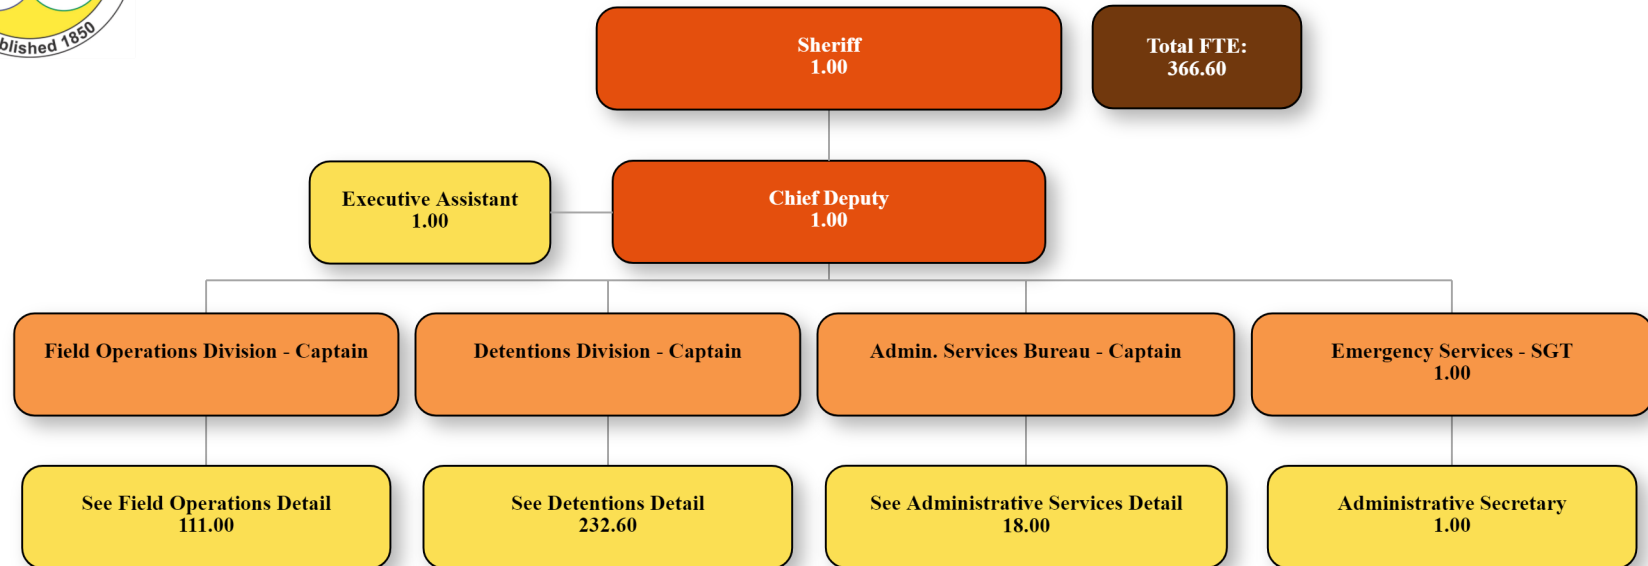 Established 1850
Sheriff
1.00
Total FTE:
366.60
Executive Assistant
1.00
Chief Deputy
1.00
Field Operations Division - Captain
Detentions Division - Captain
Admin. Services Bureau - Captain
Emergency Services - SGT
1.00
See Field Operations Detail
111.00
See Detentions Detail
232.60
See Administrative Services Detail
18.00
Administrative Secretary
1.00